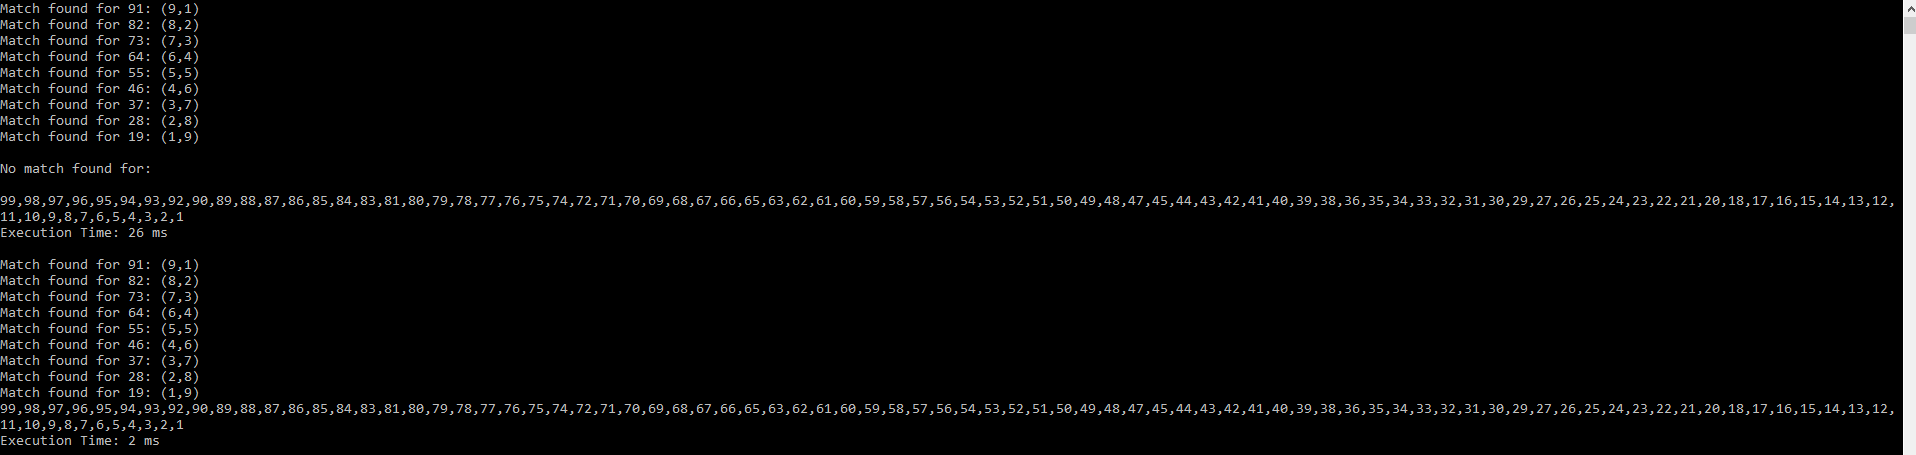 Match found for 91: (9,1)
Match found for 82: (8,2)
Match found for 73: (7,3)
Match found for 64: (6,4)
Match found for 55: (5,5)
Match found for 46: (4,6)
Match found for 37: (3,7)
Match found for 28: (2,8)
Match found for 19: (1,9)
No match found for:
99,98,97,96,95,94,93,92,90,89,88,87,86,85,84,83,81,80,79,78,77,76,75,74,72,71,70,69,68,67,66,65,63,62,61,60,59,58,57,56,54,53,52,51,50,49,48,47,45,44,43,42,41,40,39,38,36,35,34,33,32,31,30,29,27,26,25,24,23,22,21,20,18,17,16,15,14,13,12,
11,10,9,8,7,6,5,4,3,2,1
Execution Time: 26 ms
Match found for 91: (9,1)
Match found for 82: (8,2)
Match found for 73: (7,3)
Match found for 64: (6,4)
Match found for 55: (5,5)
Match found for 46: (4,6)
Match found for 37: (3,7)
Match found for 28: (2,8)
Match found for 19: (1,9)
99,98,97,96,95,94,93,92,90,89,88,87,86,85,84,83,81,80,79,78,77,76,75,74,72,71,70,69,68,67,66,65,63,62,61,60,59,58,57,56,54,53,52,51,50,49,48,47,45,44,43,42,41,40,39,38,36,35,34,33,32,31,30,29,27,26,25,24,23,22,21,20,18,17,16,15,14,13,12,
11,10,9,8,7,6,5,4,3,2,1
Execution Time: 2 ms